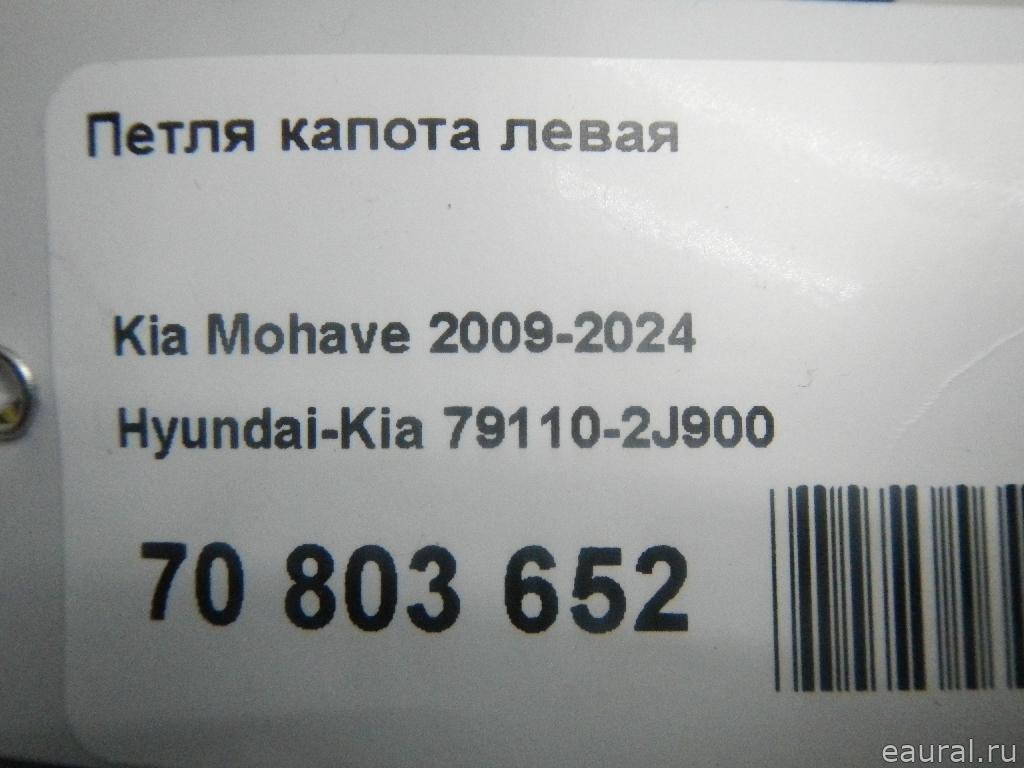 Петля капота левая
Kia Mohave 2009-2024
Hyundai-Kia 79110-2J900
70 803 652
eaural.ru